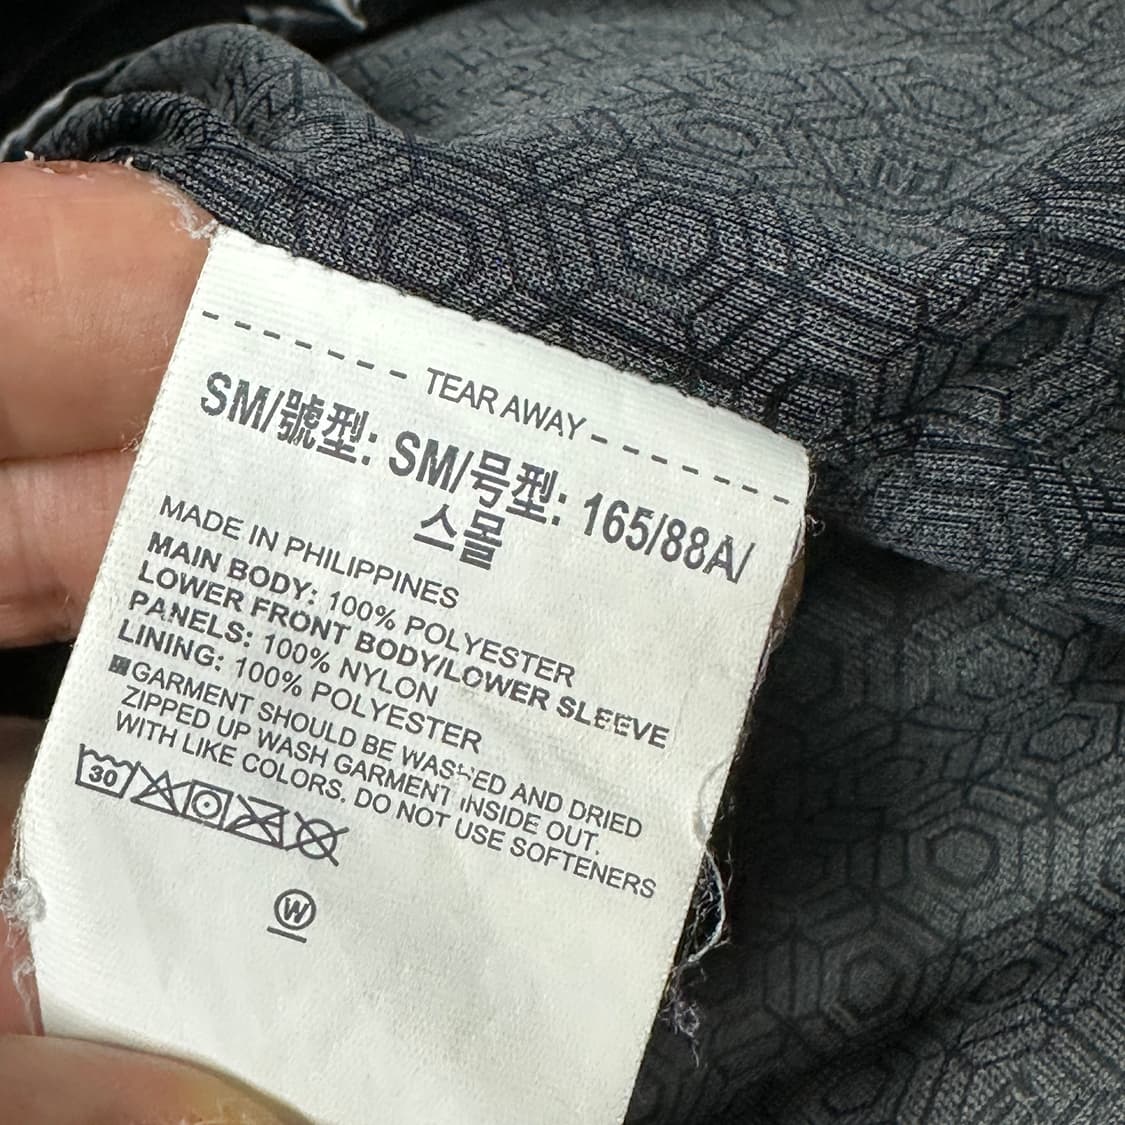 TEAR AWAY
SM/號型: SM/号型: 165/88A/
스몰
MADE IN PHILIPPINES
MAIN BODY: 100% POLYESTER
LOWER FRONT BODY/LOWER SLEEVE
PANELS: 100% NYLON
LINING: 100% POLYESTER
GARMENT SHOULD BE WASHED AND DRIED
ZIPPED UP WASH GARMENT INSIDE OUT.
WITH LIKE COLORS. DO NOT USE SOFTENERS
30
W